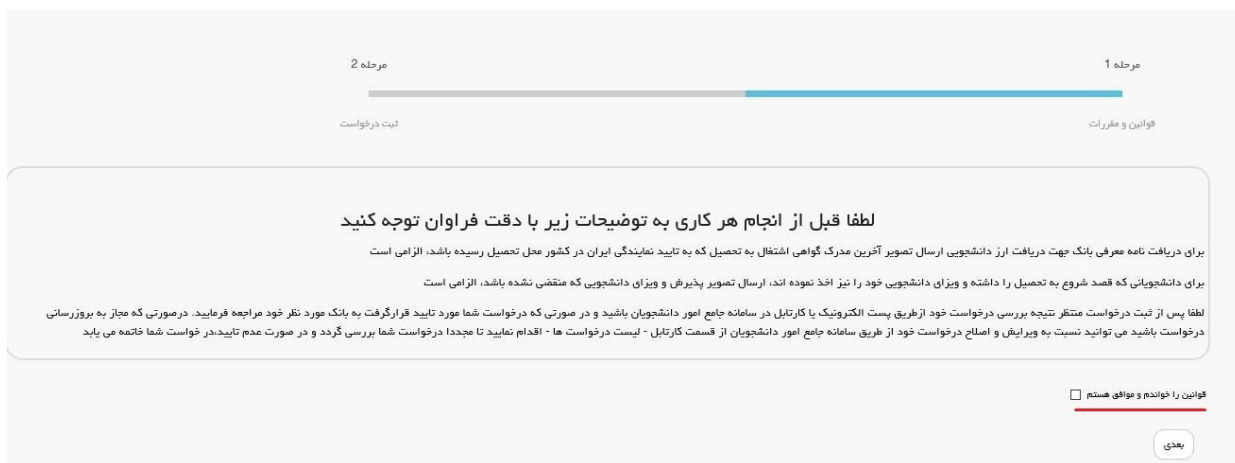 مرحله 1
مرحله 2
قوانین و مقررات
ثبت درخواست
لطفا قبل از انجام هر کاری به توضیحات زیر با دقت فراوان توجه کنید
برای دریافت نامه معرفی بانک جهت دریافت ارز دانشجویی ارسال تصویر آخرین مدرک گواهی اشتغال به تحصیل که به تایید نمایندگی ایران در کشور محل تحصیل رسیده باشد، الزامی است
برای دانشجویانی که قصد شروع به تحصیل را داشته و ویزای دانشجویی خود را نیز اخذ نموده اند، ارسال تصویر پذیرش و ویزای دانشجویی که منقضی نشده باشد، الزامی است
لطفا پس از ثبت درخواست منتظر نتیجه بررسی درخواست خود ازطریق پست الکترونیک یا کارتابل در سامانه جامع امور دانشجویان باشید و در صورتی که درخواست شما مورد تایید قرارگرفت به بانک مورد نظر خود مراجعه فرمایید. درصورتی که مجاز به بروزرسانی
درخواست باشید می توانید نسبت به ویرایش و اصلاح درخواست خود از طریق سامانه جامع امور دانشجویان از قسمت کارتابل - لیست درخواست ها - اقدام نمایید تا مجددا درخواست شما بررسی گردد و در صورت عدم تایید،در خواست شما خاتمه می یابد
قوانین را خواندم و موافق هستم
بعدی